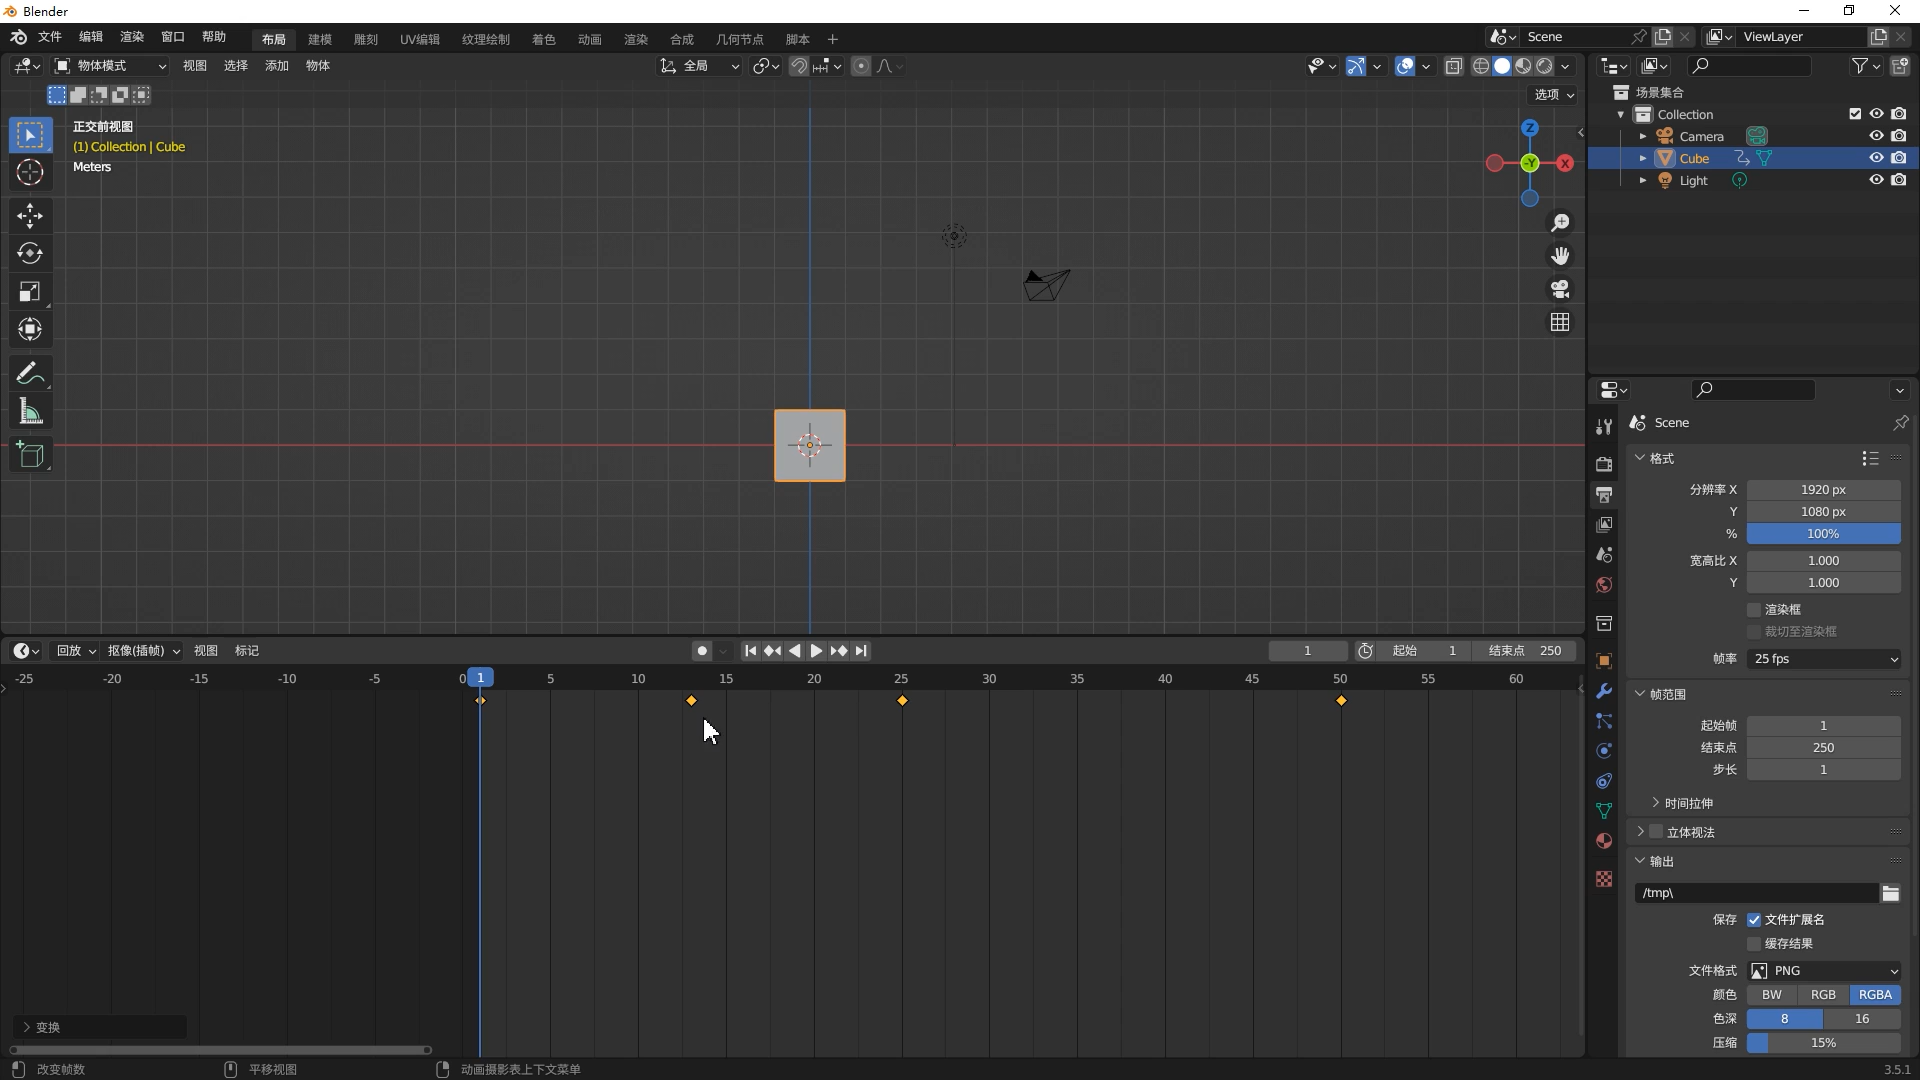 Blender
文件 编辑 渲染 窗口 帮助 布局 建模 雕刻 UV编辑 纹理绘制 着色 动画 渲染 合成 几何节点 脚本 + Scene ViewLayer
物体模式 视图 选择 添加 物体 全局
选项
正交前视图
(1) Collection | Cube
Meters
Z
-Y
X
场景集合
Collection
Camera
Cube
Light
Scene
格式
分辨率 X 1920 px
Y 1080 px
% 100%
宽高比 X 1.000
Y 1.000
渲染框
裁切至渲染框
帧率 25 fps
帧范围
起始帧 1
结束点 250
步长 1
时间拉伸
立体视法
输出
/tmp\
保存 文件扩展名
缓存结果
文件格式 PNG
颜色 BW RGB RGBA
色深 8 16
压缩 15%
回放 抠像(插帧) 视图 标记 1 起始 1 结束点 250
-25 -20 -15 -10 -5 0 1 5 10 15 20 25 30 35 40 45 50 55 60
变换
改变帧数 平移视图 动画摄影表上下文菜单 3.5.1